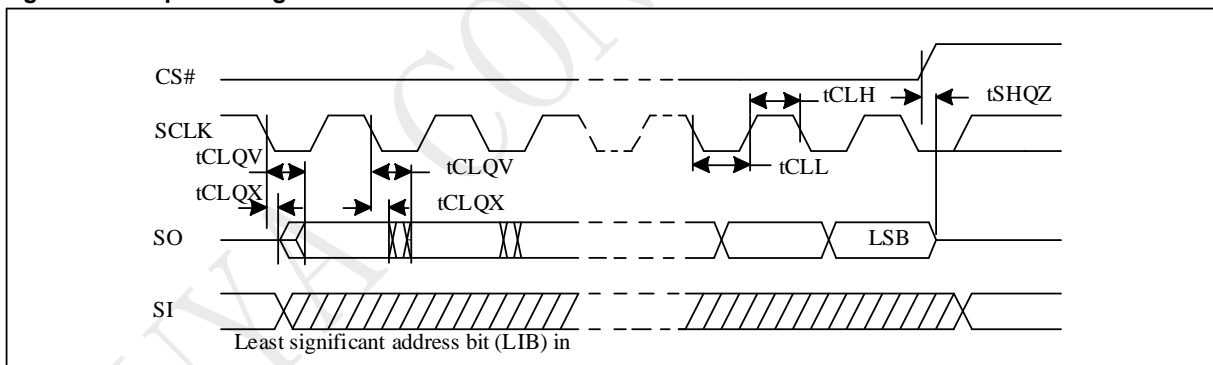 CS#
tCLH
tSHQZ
SCLK
tCLQV
tCLQV
tCLL
tCLQX
tCLQX
SO
LSB
SI
Least significant address bit (LIB) in